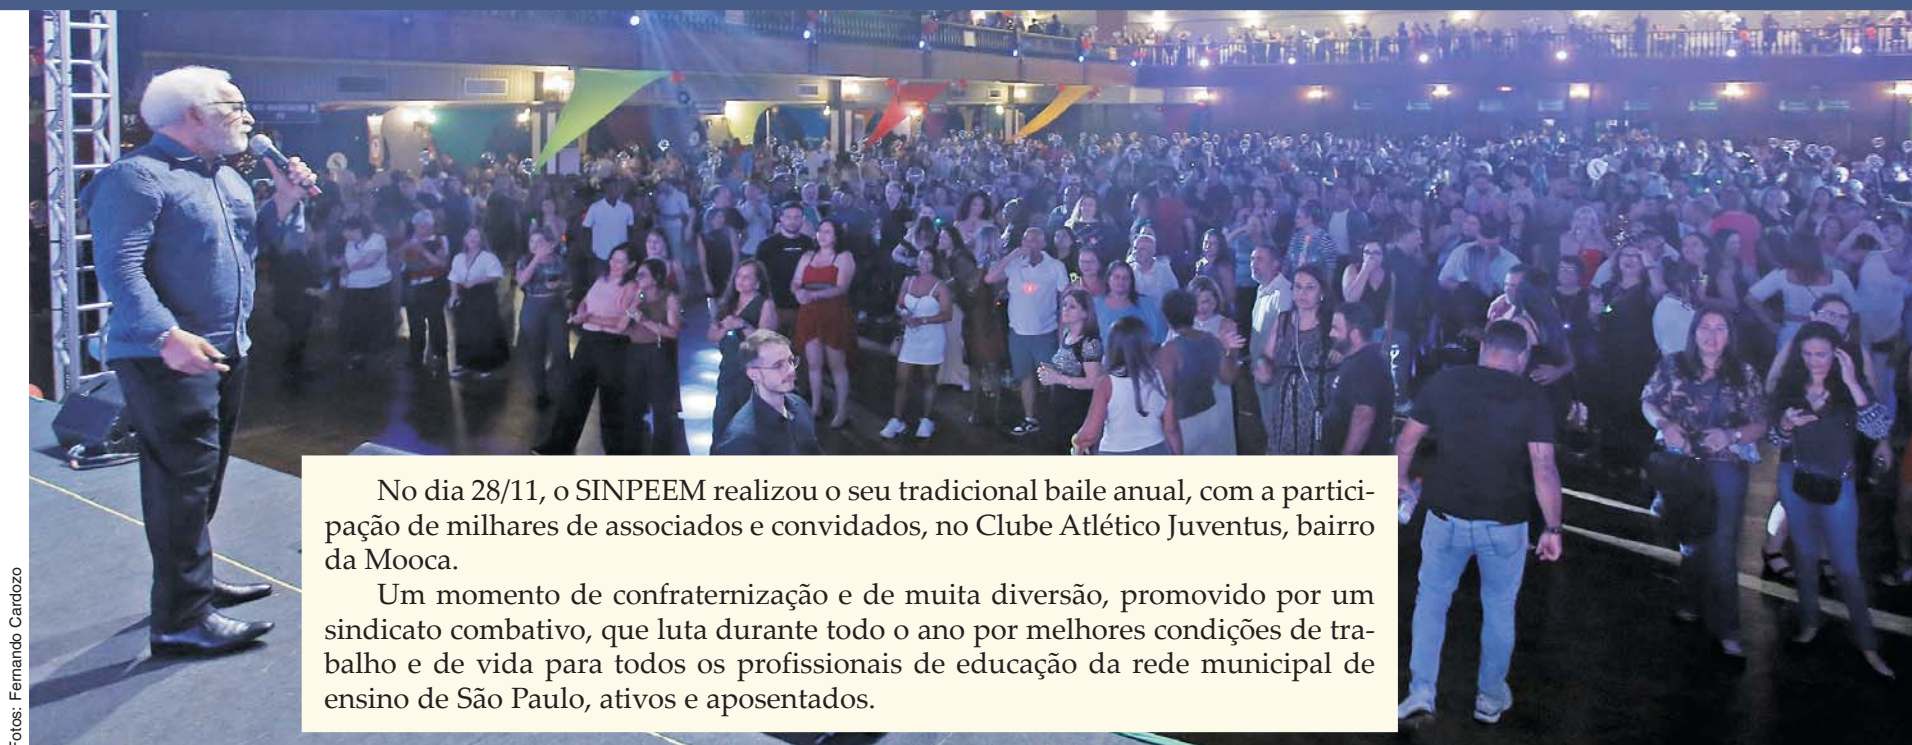 No dia 28/11, o SINPEEM realizou o seu tradicional baile anual, com a partici-
pação de milhares de associados e convidados, no Clube Atlético Juventus, bairro
da Mooca.
Um momento de confraternização e de muita diversão, promovido por um
sindicato combativo, que luta durante todo o ano por melhores condições de tra-
balho e de vida para todos os profissionais de educação da rede municipal de
ensino de São Paulo, ativos e aposentados.
Fotos: Fernando Cardozo